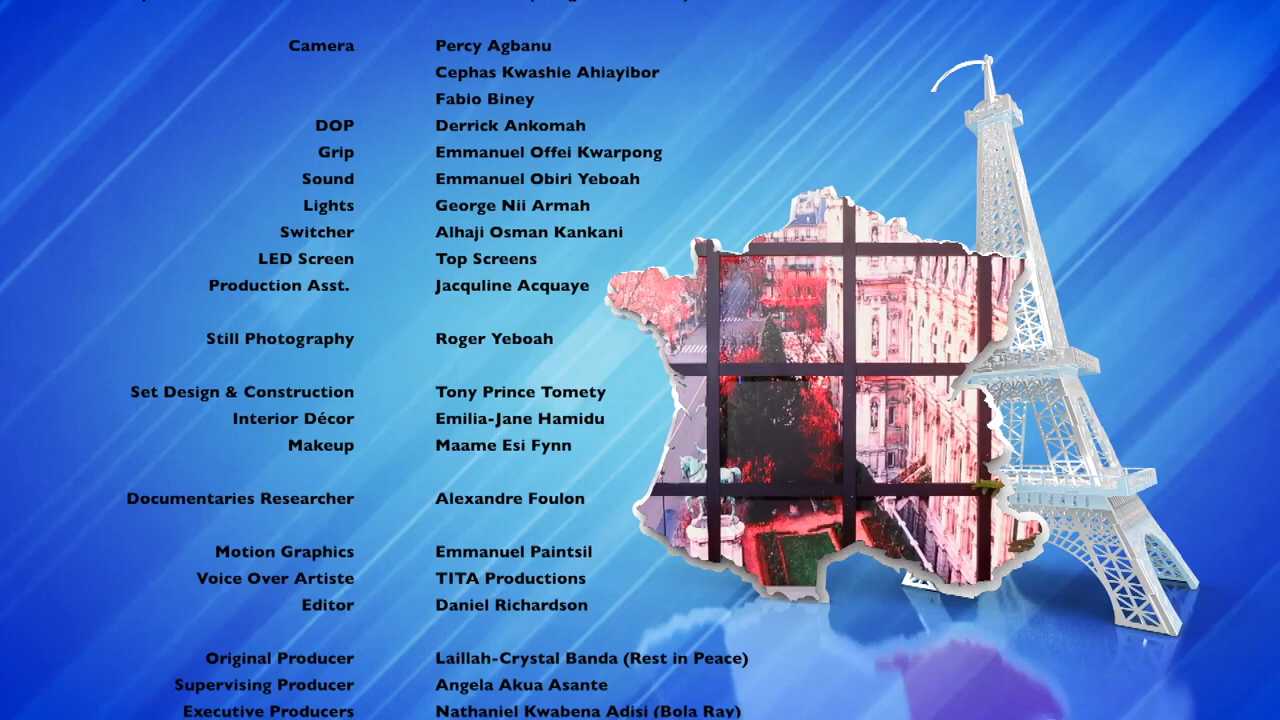 Camera Percy Agbanu
Cephas Kwashie Ahiayibor
Fabio Biney
DOP Derrick Ankomah
Grip Emmanuel Offei Kwarpong
Sound Emmanuel Obiri Yeboah
Lights George Nii Armah
Switcher Alhaji Osman Kankani
LED Screen Top Screens
Production Asst. Jacquline Acquaye
Still Photography Roger Yeboah
Set Design & Construction Tony Prince Tomety
Interior Décor Emilia-Jane Hamidu
Makeup Maame Esi Fynn
Documentaries Researcher Alexandre Foulon
Motion Graphics Emmanuel Paintsil
Voice Over Artiste TITA Productions
Editor Daniel Richardson
Original Producer Laillah-Crystal Banda (Rest in Peace)
Supervising Producer Angela Akua Asante
Executive Producers Nathaniel Kwabena Adisi (Bola Ray)